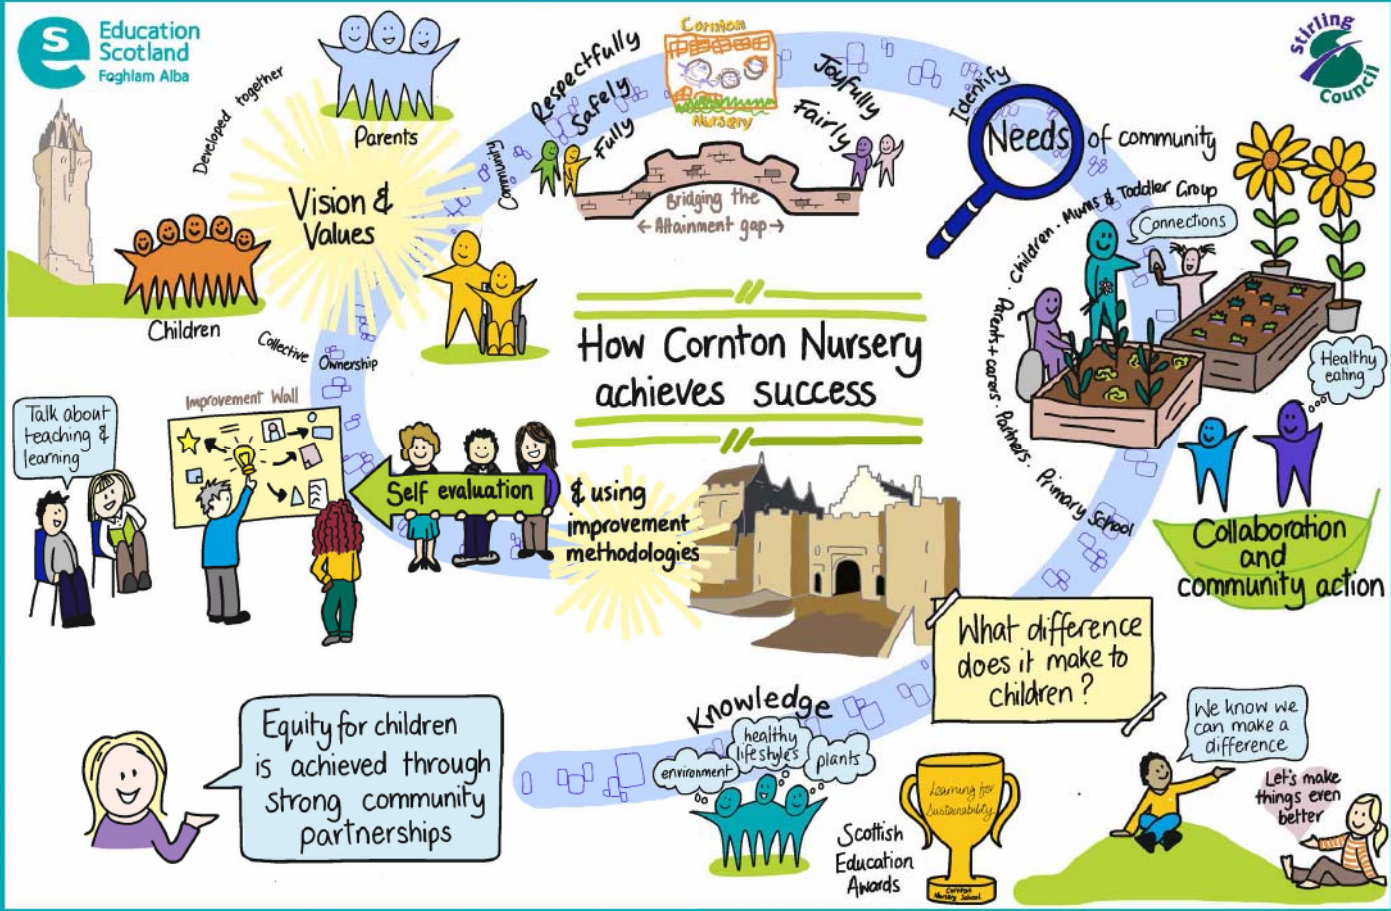 Education
Scotland
Foghlam Alba
Stirling
Council
Developed together
Parents
Vision &
Values
Children
Collective Ownership
Community
Respectfully
Safely
Fully
Cornton
Nursery
Joyfully
Fairly
Bridging the
Attainment gap
Identify
Needs of community
Children. Mums & Toddler Group
Parents + carers. Partners. Primary School
Connections
Healthy
eating
Collaboration
and
community action
How Cornton Nursery
achieves success
Improvement Wall
Talk about
teaching &
learning
Self evaluation
& using
improvement
methodologies
What difference
does it make to
children?
Knowledge
environment
healthy
lifestyles
plants
Learning for
Sustainability
Cornton
Nursery School
Scottish
Education
Awards
We know we
can make a
difference
Let's make
things even
better
Equity for children
is achieved through
strong community
partnerships